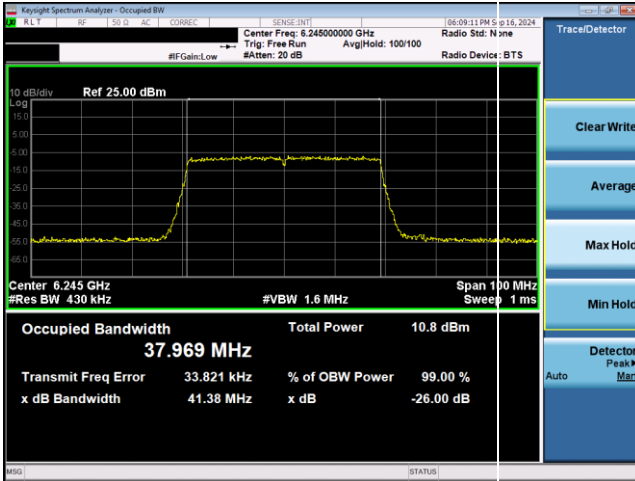 Keysight Spectrum Analyzer - Occupied BW
RLT RF 50 Ω AC CORREC SENSE:INT 06:09:11 PM Sep 16, 2024
Center Freq: 6.245000000 GHz Radio Std: None
Trig: Free Run Avg|Hold: 100/100
#IFGain:Low #Atten: 20 dB Radio Device: BTS
Trace/Detector
10 dB/div Ref 25.00 dBm
Log
15.0
5.00
-5.00
-15.0
-25.0
-35.0
-45.0
-55.0
-65.0
Center 6.245 GHz Span 100 MHz
#Res BW 430 kHz #VBW 1.6 MHz Sweep 1 ms
Occupied Bandwidth Total Power 10.8 dBm
37.969 MHz
Transmit Freq Error 33.821 kHz % of OBW Power 99.00 %
x dB Bandwidth 41.38 MHz x dB -26.00 dB
Clear Write
Average
Max Hold
Min Hold
Detector
Peak
Auto Man
MSG STATUS